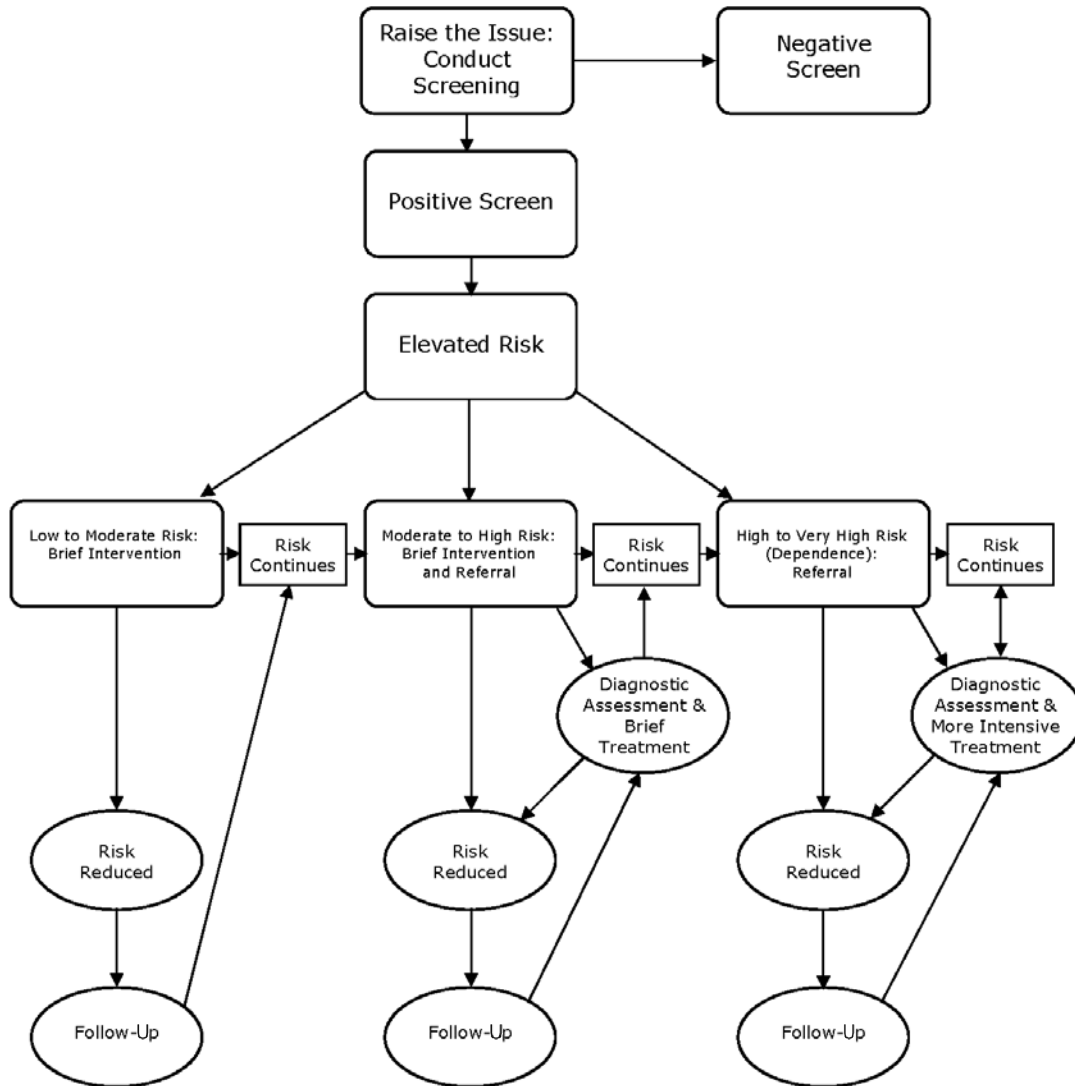 Raise the Issue:
Conduct
Screening
Negative
Screen
Positive Screen
Elevated Risk
Low to Moderate Risk:
Brief Intervention
Risk
Continues
Moderate to High Risk:
Brief Intervention
and Referral
Risk
Continues
High to Very High Risk
(Dependence):
Referral
Risk
Continues
Diagnostic
Assessment &
Brief
Treatment
Diagnostic
Assessment &
More Intensive
Treatment
Risk
Reduced
Risk
Reduced
Risk
Reduced
Follow-Up
Follow-Up
Follow-Up